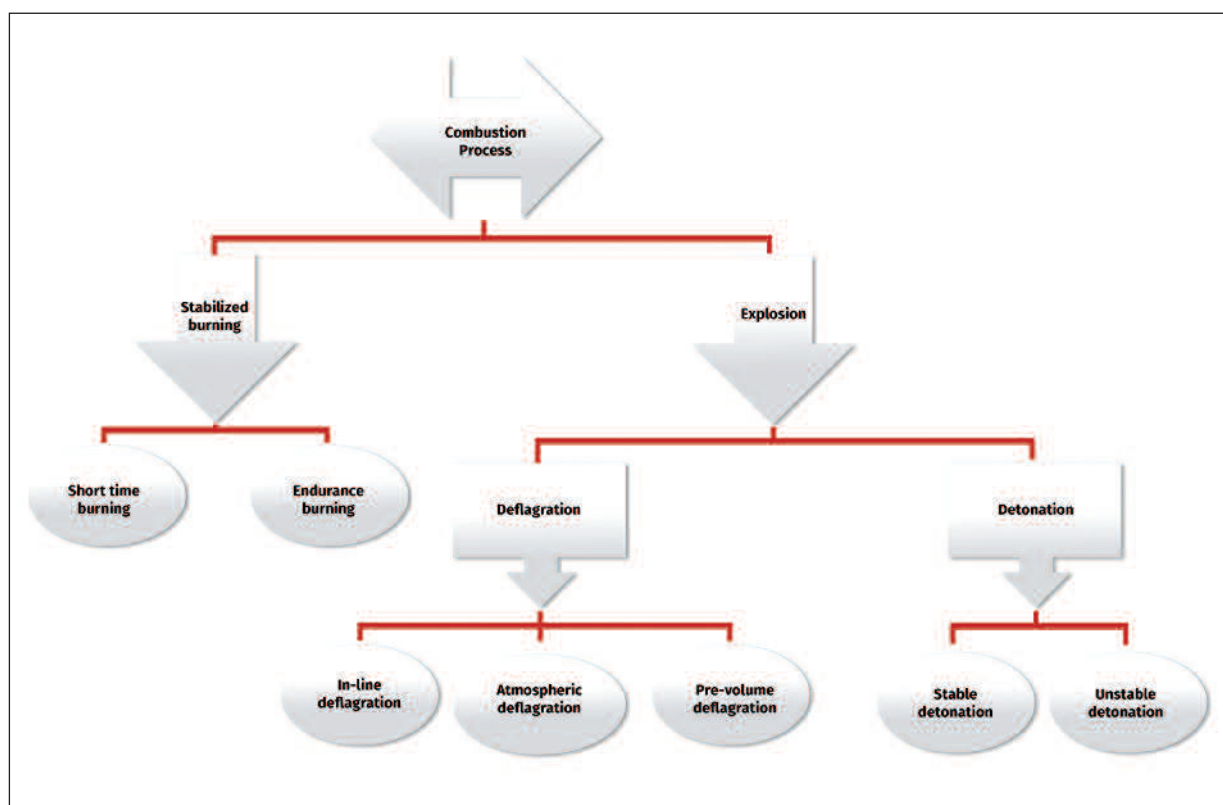 Combustion
Process
Stabilized
burning
Explosion
Short time
burning
Endurance
burning
Deflagration
Detonation
In-line
deflagration
Atmospheric
deflagration
Pre-volume
deflagration
Stable
detonation
Unstable
detonation